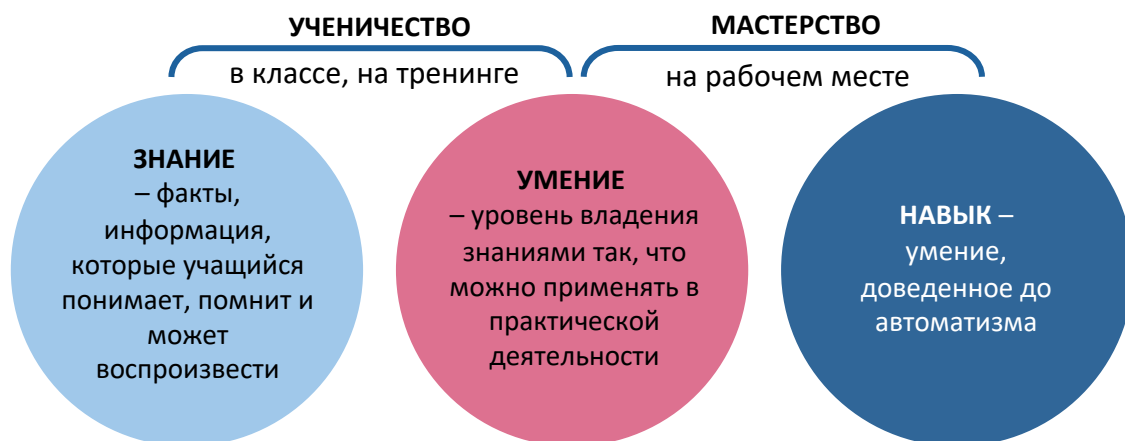 УЧЕНИЧЕСТВО
в классе, на тренинге
МАСТЕРСТВО
на рабочем месте
ЗНАНИЕ
– факты,
информация,
которые учащийся
понимает, помнит и
может
воспроизвести
УМЕНИЕ
– уровень владения
знаниями так, что
можно применять в
практической
деятельности
НАВЫК –
умение,
доведенное до
автоматизма